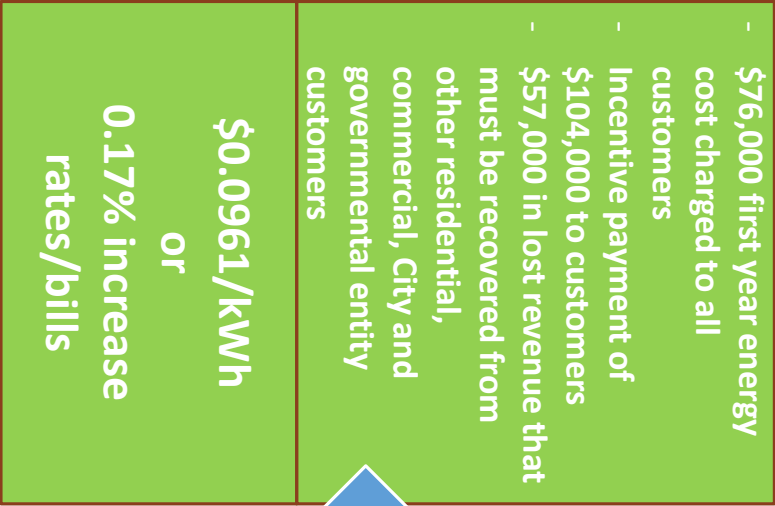 - $76,000 first year energy
cost charged to all
customers
- Incentive payment of
$104,000 to customers
- $57,000 in lost revenue that
must be recovered from
other residential,
commercial, City and
governmental entity
customers
$0.0961/kWh
or
0.17% increase
rates/bills